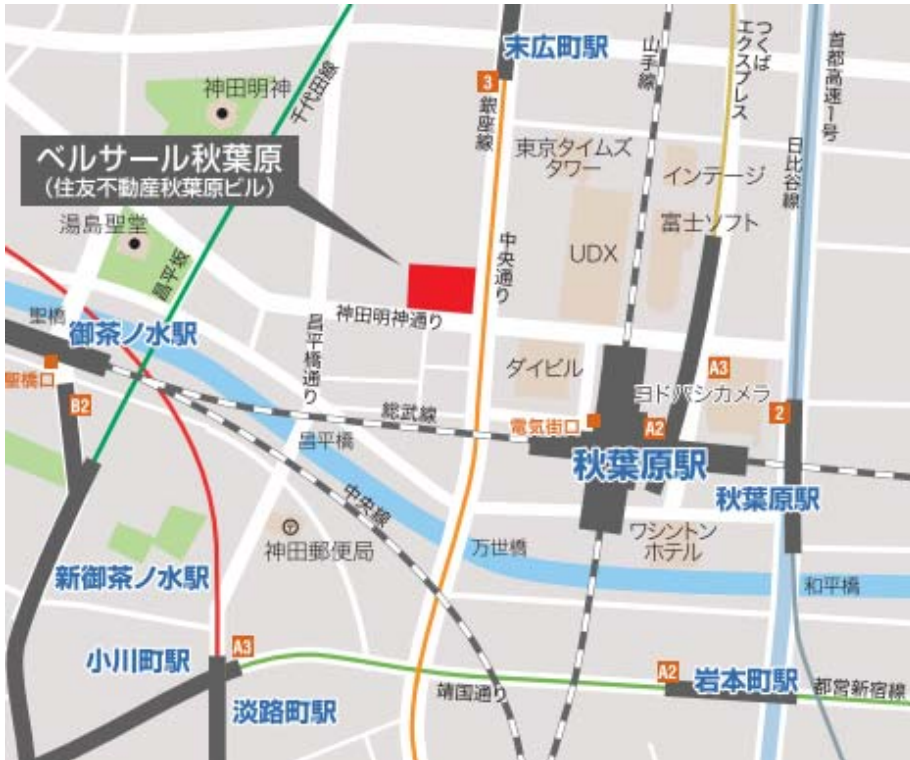 末広町駅
山手線
つくば
エクスプレス
首都高速1号
日比谷線
神田明神
千代田線
3
銀座線
東京タイムズ
タワー
インテージ
富士ソフト
ベルサール秋葉原
(住友不動産秋葉原ビル)
湯島聖堂
昌平坂
UDX
中央通り
神田明神通り
聖橋
御茶ノ水駅
聖橋口
昌平橋通り
ダイビル
A3
ヨドバシカメラ
B2
総武線
電気街口
A2
2
昌平橋
秋葉原駅
秋葉原駅
中央線
神田郵便局
万世橋
ワシントン
ホテル
新御茶ノ水駅
和平橋
小川町駅
A3
淡路町駅
靖国通り
A2
岩本町駅
都営新宿線